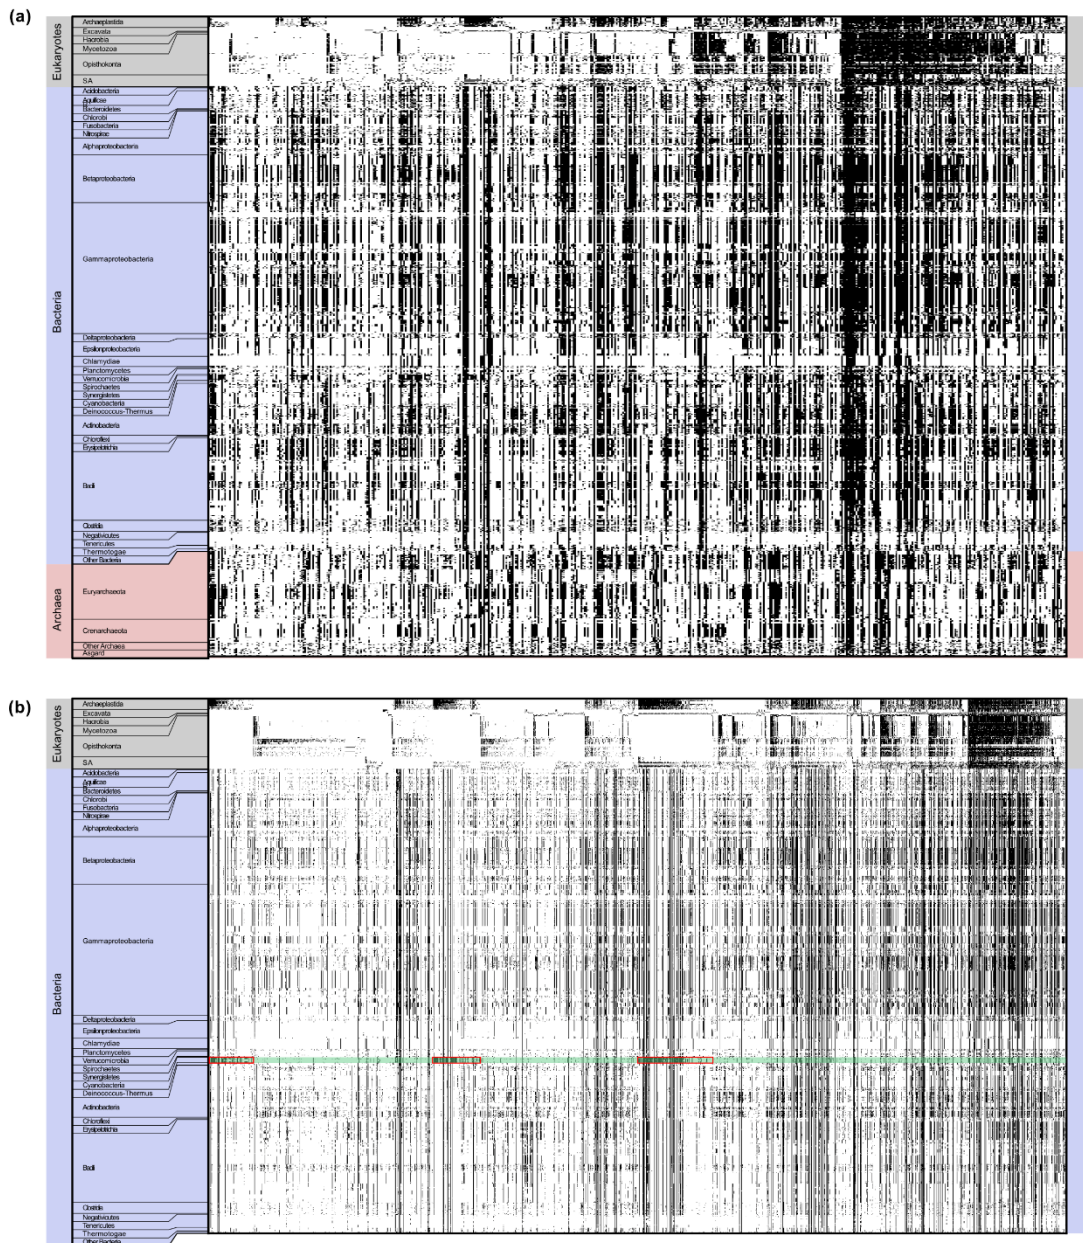 (a)
Eukaryotes
Archaeplastida
Excavata
Hacrobia
Mycetozoa
Opisthokonta
SA
Bacteria
Acidobacteria
Aquificae
Bacteroidetes
Chlorobi
Fusobacteria
Nitrospirae
Alphaproteobacteria
Betaproteobacteria
Gammaproteobacteria
Deltaproteobacteria
Epsilonproteobacteria
Chlamydiae
Planctomycetes
Verrucomicrobia
Spirochaetes
Synergistetes
Cyanobacteria
Deinococcus-Thermus
Actinobacteria
Chloroflexi
Erysipelotrichia
Bacilli
Clostridia
Negativicutes
Tenericutes
Thermotogae
Other Bacteria
Archaea
Euryarchaeota
Crenarchaeota
Other Archaea
Asgard
(b)
Eukaryotes
Archaeplastida
Excavata
Hacrobia
Mycetozoa
Opisthokonta
SA
Bacteria
Acidobacteria
Aquificae
Bacteroidetes
Chlorobi
Fusobacteria
Nitrospirae
Alphaproteobacteria
Betaproteobacteria
Gammaproteobacteria
Deltaproteobacteria
Epsilonproteobacteria
Chlamydiae
Planctomycetes
Verrucomicrobia
Spirochaetes
Synergistetes
Cyanobacteria
Deinococcus-Thermus
Actinobacteria
Chloroflexi
Erysipelotrichia
Bacilli
Clostridia
Negativicutes
Tenericutes
Thermotogae
Other Bacteria